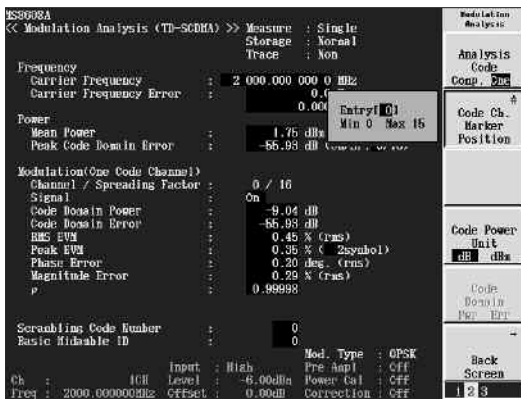 MS8608A
<< Modulation Analysis (TD-SCDMA) >> Measure : Single
Storage : Normal
Trace : Non
Frequency
Carrier Frequency : 2 000.000 000 0 MHz
Carrier Frequency Error : 0.0
0.000
Entry[ 0]
Min 0 Max 15
Power
Mean Power : 1.75 dBm
Peak Code Domain Error : -55.93 dB
Modulation(One Code Channel)
Channel / Spreading Factor : 0 / 16
Signal : On
Code Domain Power : -9.04 dB
Code Domain Error : -55.93 dB
RMS EVM : 0.45 % (rms)
Peak EVM : 0.35 % ( 2symbol)
Phase Error : 0.20 deg. (rms)
Magnitude Error : 0.29 % (rms)
ρ : 0.99998
Scrambling Code Number : 0
Basic Midamble ID : 0
Mod. Type : QPSK
Input : High Pre Ampl : Off
Ch : 1CH Level : -6.00dBm Power Cal : Off
Freq : 2000.000000MHz Offset : 0.00dB Correction : Off
Modulation
Analysis
Analysis
Code
Comp. One
Code Ch.
Marker
Position
Code Power
Unit
dB dBm
Code
Domain
Pwr Err
→
Back
Screen
1 2 3